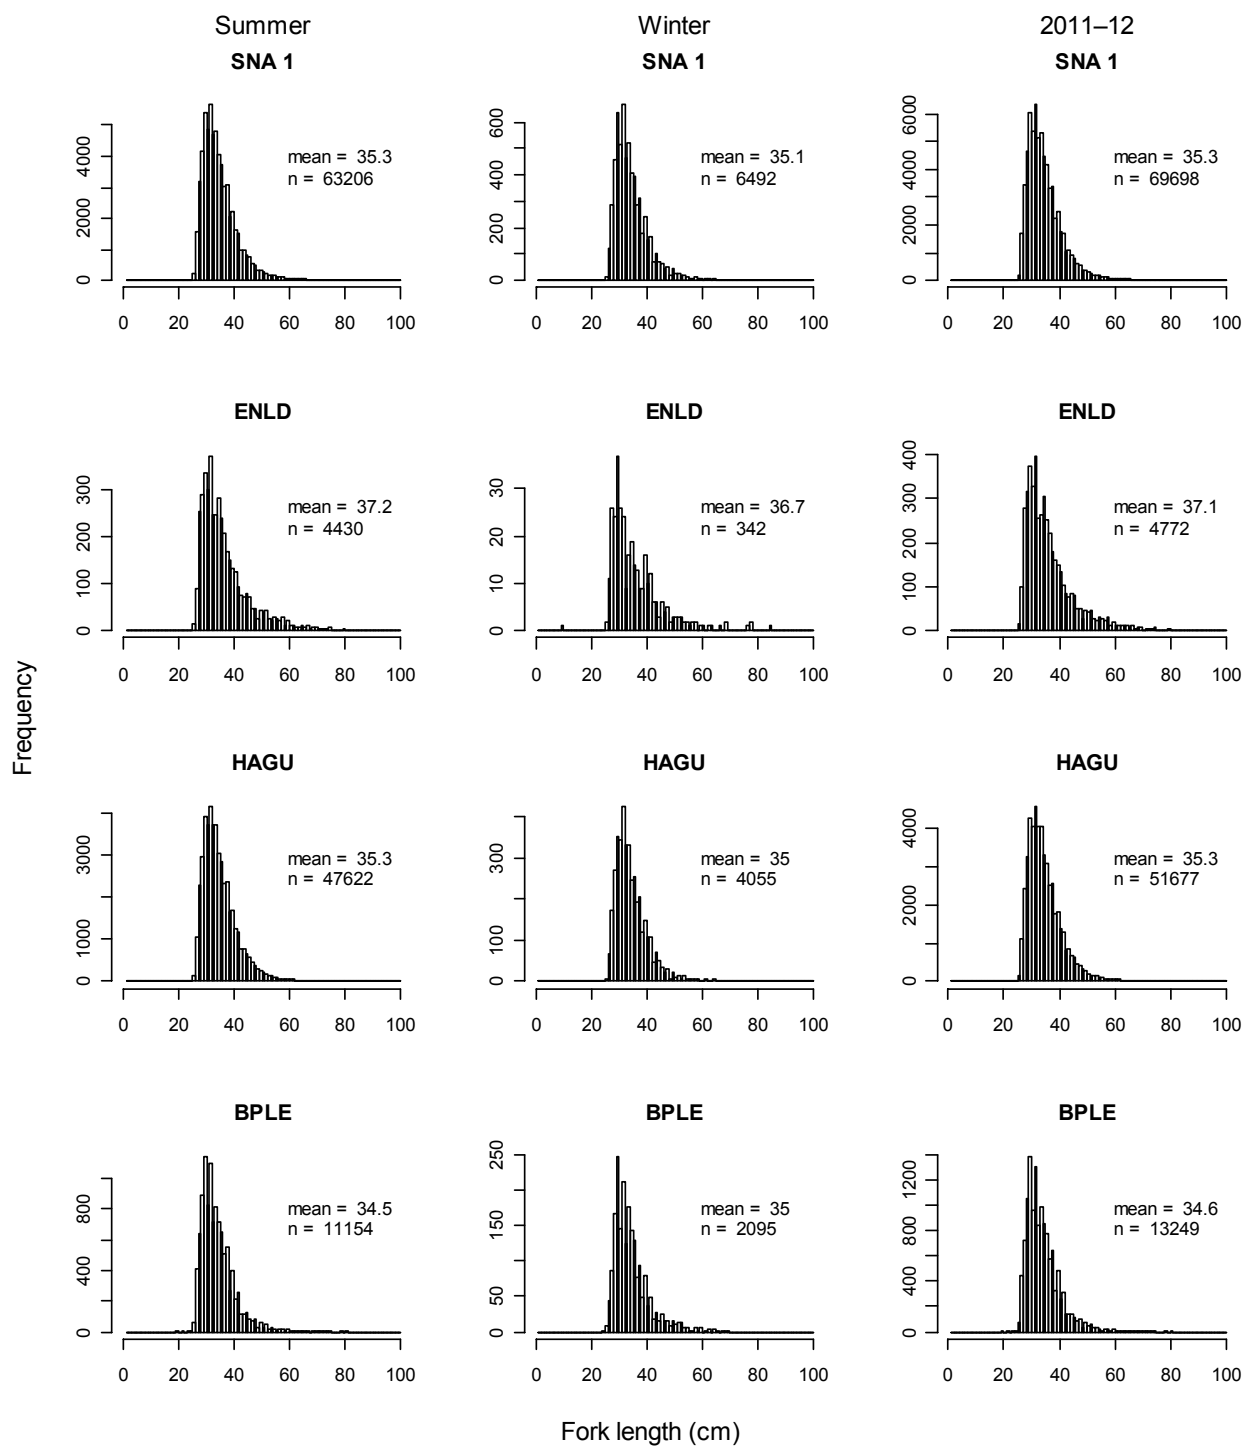 Summer
Winter
2011–12
SNA 1
SNA 1
SNA 1
0 2000 4000
mean = 35.3
n = 63206
0 20 40 60 80 100
0 200 400 600
mean = 35.1
n = 6492
0 20 40 60 80 100
0 2000 4000 6000
mean = 35.3
n = 69698
0 20 40 60 80 100
ENLD
ENLD
ENLD
0 100 200 300
mean = 37.2
n = 4430
0 20 40 60 80 100
0 10 20 30
mean = 36.7
n = 342
0 20 40 60 80 100
0 100 200 300 400
mean = 37.1
n = 4772
0 20 40 60 80 100
Frequency
HAGU
HAGU
HAGU
0 1000 3000
mean = 35.3
n = 47622
0 20 40 60 80 100
0 100 300
mean = 35
n = 4055
0 20 40 60 80 100
0 2000 4000
mean = 35.3
n = 51677
0 20 40 60 80 100
BPLE
BPLE
BPLE
0 400 800
mean = 34.5
n = 11154
0 20 40 60 80 100
0 50 150 250
mean = 35
n = 2095
0 20 40 60 80 100
0 400 800 1200
mean = 34.6
n = 13249
0 20 40 60 80 100
Fork length (cm)